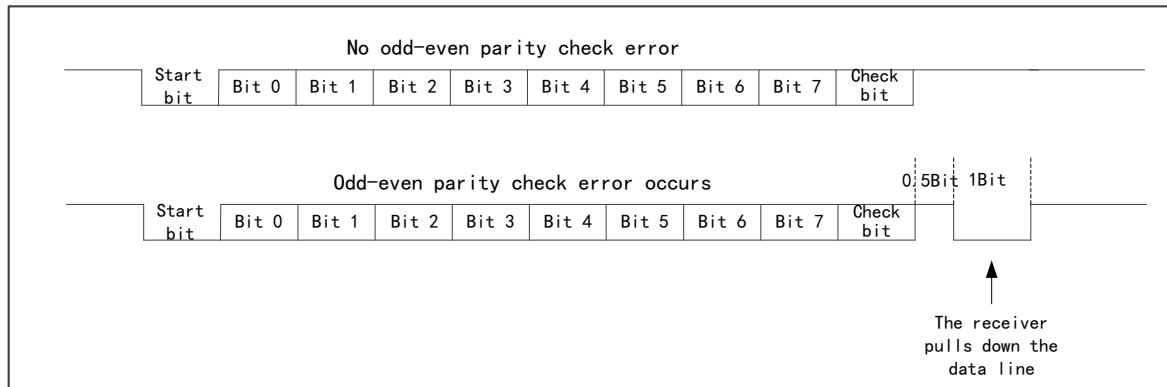 No odd-even parity check error
Start bit Bit 0 Bit 1 Bit 2 Bit 3 Bit 4 Bit 5 Bit 6 Bit 7 Check bit
0.5Bit 1Bit
Odd-even parity check error occurs
Start bit Bit 0 Bit 1 Bit 2 Bit 3 Bit 4 Bit 5 Bit 6 Bit 7 Check bit
The receiver
pulls down the
data line